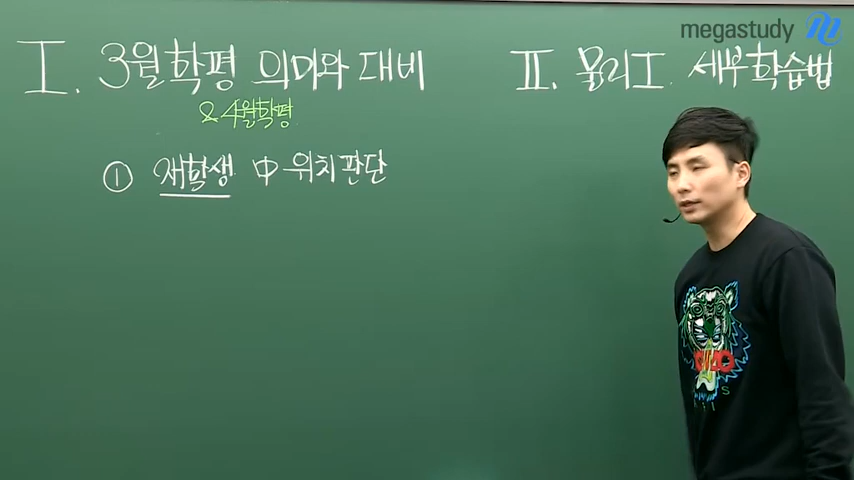 megastudy
I. 3월학평 의미와 대비
& 4월학평
① 재학생 中 위치판단
II. 물리I 세부학습법
KENZO